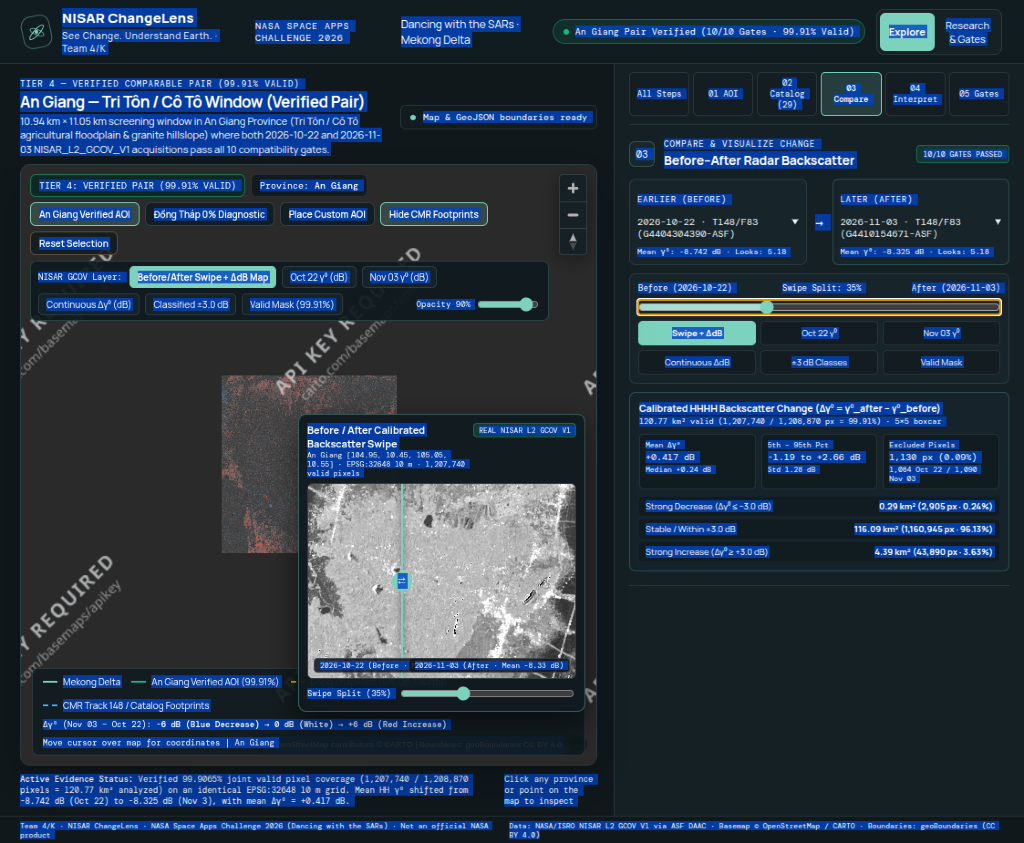 NISAR ChangeLens
See Change. Understand Earth. ·
Team 4/K
NASA SPACE APPS
CHALLENGE 2026
Dancing with the SARs ·
Mekong Delta
An Giang Pair Verified (10/10 Gates · 99.91% Valid)
Explore
Research
& Gates
TIER 4 — VERIFIED COMPARABLE PAIR (99.91% VALID)
An Giang — Tri Tôn / Cô Tô Window (Verified Pair)
10.94 km × 11.05 km screening window in An Giang Province (Tri Tôn / Cô Tô
agricultural floodplain & granite hillslope) where both 2026-10-22 and 2026-11-
03 NISAR_L2_GCOV_V1 acquisitions pass all 10 compatibility gates.
Map & GeoJSON boundaries ready
TIER 4: VERIFIED PAIR (99.91% VALID)
Province: An Giang
An Giang Verified AOI
Đồng Tháp 0% Diagnostic
Place Custom AOI
Hide CMR Footprints
Reset Selection
NISAR GCOV Layer:
Before/After Swipe + ΔdB Map
Oct 22 γ⁰ (dB)
Nov 03 γ⁰ (dB)
Continuous Δγ⁰ (dB)
Classified ±3.0 dB
Valid Mask (99.91%)
Opacity 90%
API KEY REQUIRED
carto.com/basemaps/apikey
Before / After Calibrated
Backscatter Swipe
REAL NISAR L2 GCOV V1
An Giang [104.95, 10.45, 105.05,
10.55] · EPSG:32648 10 m · 1,207,740
valid pixels
2026-10-22 (Before ·
2026-11-03 (After · Mean -8.33 dB)
Swipe Split (35%)
Y REQUIRED
com/basemaps/apikey
Mekong Delta
An Giang Verified AOI (99.91%)
CMR Track 148 / Catalog Footprints
Δγ⁰ (Nov 03 − Oct 22): -6 dB (Blue Decrease) → 0 dB (White) → +6 dB (Red Increase)
Move cursor over map for coordinates | An Giang
Active Evidence Status: Verified 99.9065% joint valid pixel coverage (1,207,740 / 1,208,870
pixels = 120.77 km² analyzed) on an identical EPSG:32648 10 m grid. Mean HH γ⁰ shifted from
-8.742 dB (Oct 22) to -8.325 dB (Nov 3), with mean Δγ⁰ = +0.417 dB.
Click any province
or point on the
map to inspect
All Steps
01 AOI
02
Catalog
(29)
03
Compare
04
Interpret
05 Gates
03
COMPARE & VISUALIZE CHANGE
Before–After Radar Backscatter
10/10 GATES PASSED
EARLIER (BEFORE)
2026-10-22 · T148/F83
(G4404304390-ASF)
Mean γ⁰: -8.742 dB · Looks: 5.18
→
LATER (AFTER)
2026-11-03 · T148/F83
(G4410154671-ASF)
Mean γ⁰: -8.325 dB · Looks: 5.18
Before (2026-10-22)
Swipe Split: 35%
After (2026-11-03)
Swipe + ΔdB
Oct 22 γ⁰
Nov 03 γ⁰
Continuous ΔdB
±3 dB Classes
Valid Mask
Calibrated HHHH Backscatter Change (Δγ⁰ = γ⁰_after − γ⁰_before)
120.77 km² valid (1,207,740 / 1,208,870 px = 99.91%) · 5×5 boxcar
Mean Δγ⁰
+0.417 dB
Median +0.24 dB
5th – 95th Pct
-1.19 to +2.66 dB
Std 1.28 dB
Excluded Pixels
1,130 px (0.09%)
1,084 Oct 22 / 1,090
Nov 03
Strong Decrease (Δγ⁰ ≤ −3.0 dB)
0.29 km² (2,905 px · 0.24%)
Stable / Within ±3.0 dB
116.09 km² (1,160,945 px · 96.13%)
Strong Increase (Δγ⁰ ≥ +3.0 dB)
4.39 km² (43,890 px · 3.63%)
Team 4/K · NISAR ChangeLens · NASA Space Apps Challenge 2026 (Dancing with the SARs) · Not an official NASA
product
Data: NASA/ISRO NISAR L2 GCOV V1 via ASF DAAC · Basemap © OpenStreetMap / CARTO · Boundaries: geoBoundaries (CC
BY 4.0)